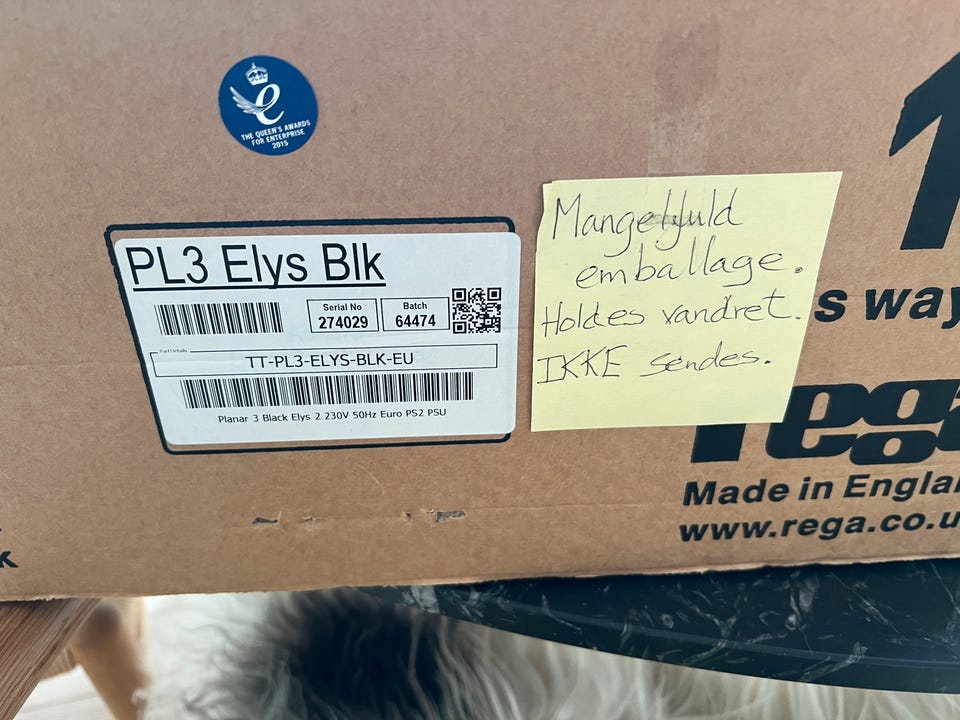 e
THE QUEEN'S AWARDS
FOR ENTERPRISE
2015
PL3 Elys Blk
Serial No
274029
Batch
64474
TT-PL3-ELYS-BLK-EU
Planar 3 Black Elys 2 230V 50Hz Euro PS2 PSU
Mangelfuld
emballage.
Holdes vandret.
IKKE sendes.
1
s way
rega
Made in Englan
www.rega.co.u
k